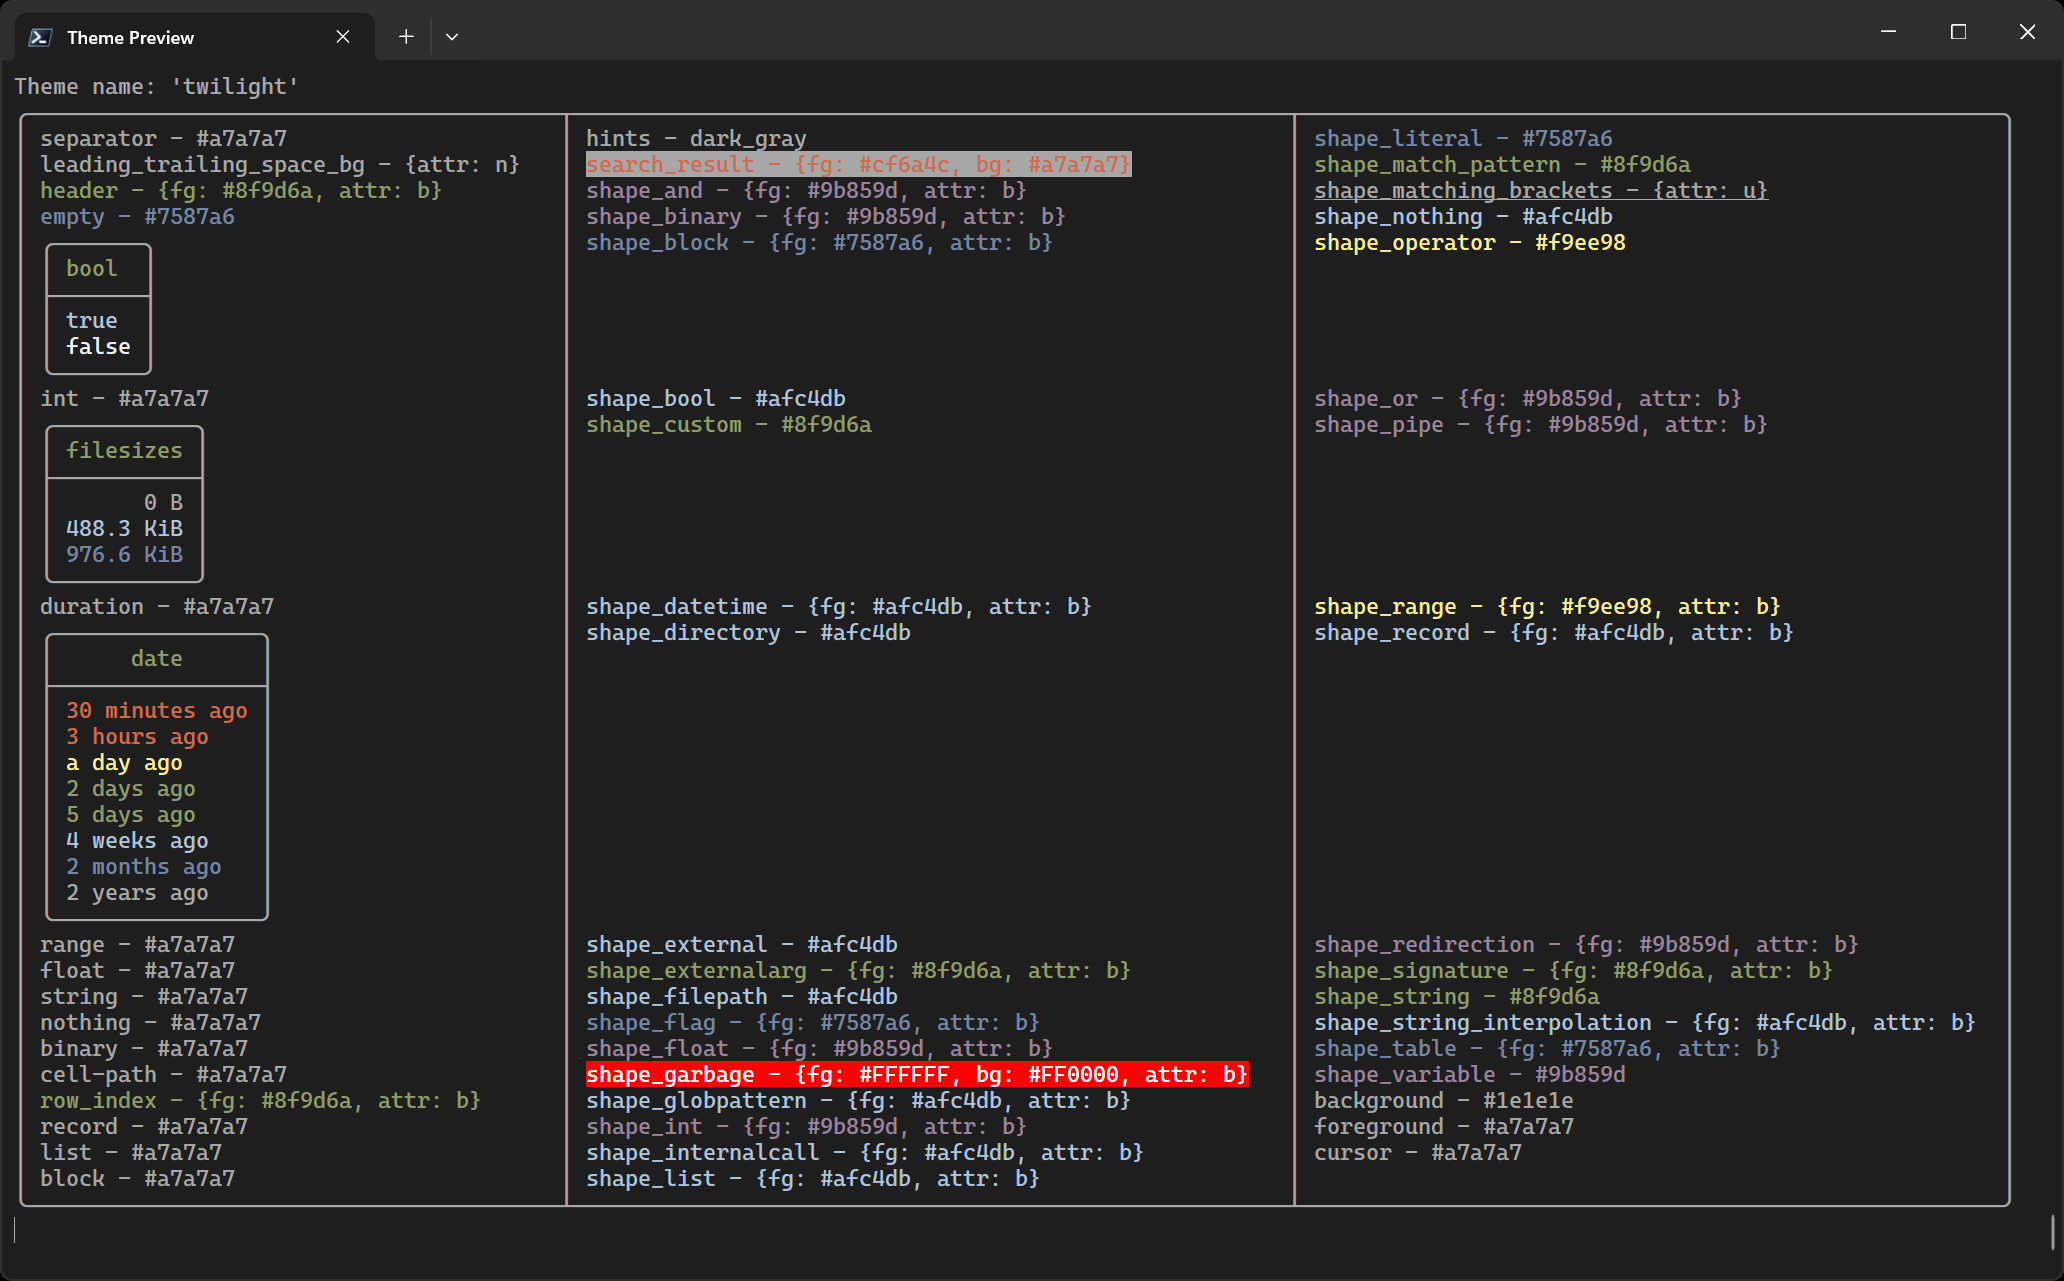 Theme Preview
Theme name: 'twilight'
separator - #a7a7a7
leading_trailing_space_bg - {attr: n}
header - {fg: #8f9d6a, attr: b}
empty - #7587a6
bool
true
false
int - #a7a7a7
filesizes
0 B
488.3 KiB
976.6 KiB
duration - #a7a7a7
date
30 minutes ago
3 hours ago
a day ago
2 days ago
5 days ago
4 weeks ago
2 months ago
2 years ago
range - #a7a7a7
float - #a7a7a7
string - #a7a7a7
nothing - #a7a7a7
binary - #a7a7a7
cell-path - #a7a7a7
row_index - {fg: #8f9d6a, attr: b}
record - #a7a7a7
list - #a7a7a7
block - #a7a7a7
hints - dark_gray
search_result - {fg: #cf6a4c, bg: #a7a7a7}
shape_and - {fg: #9b859d, attr: b}
shape_binary - {fg: #9b859d, attr: b}
shape_block - {fg: #7587a6, attr: b}
shape_bool - #afc4db
shape_custom - #8f9d6a
shape_datetime - {fg: #afc4db, attr: b}
shape_directory - #afc4db
shape_external - #afc4db
shape_externalarg - {fg: #8f9d6a, attr: b}
shape_filepath - #afc4db
shape_flag - {fg: #7587a6, attr: b}
shape_float - {fg: #9b859d, attr: b}
shape_garbage - {fg: #FFFFFF, bg: #FF0000, attr: b}
shape_globpattern - {fg: #afc4db, attr: b}
shape_int - {fg: #9b859d, attr: b}
shape_internalcall - {fg: #afc4db, attr: b}
shape_list - {fg: #afc4db, attr: b}
shape_literal - #7587a6
shape_match_pattern - #8f9d6a
shape_matching_brackets - {attr: u}
shape_nothing - #afc4db
shape_operator - #f9ee98
shape_or - {fg: #9b859d, attr: b}
shape_pipe - {fg: #9b859d, attr: b}
shape_range - {fg: #f9ee98, attr: b}
shape_record - {fg: #afc4db, attr: b}
shape_redirection - {fg: #9b859d, attr: b}
shape_signature - {fg: #8f9d6a, attr: b}
shape_string - #8f9d6a
shape_string_interpolation - {fg: #afc4db, attr: b}
shape_table - {fg: #7587a6, attr: b}
shape_variable - #9b859d
background - #1e1e1e
foreground - #a7a7a7
cursor - #a7a7a7